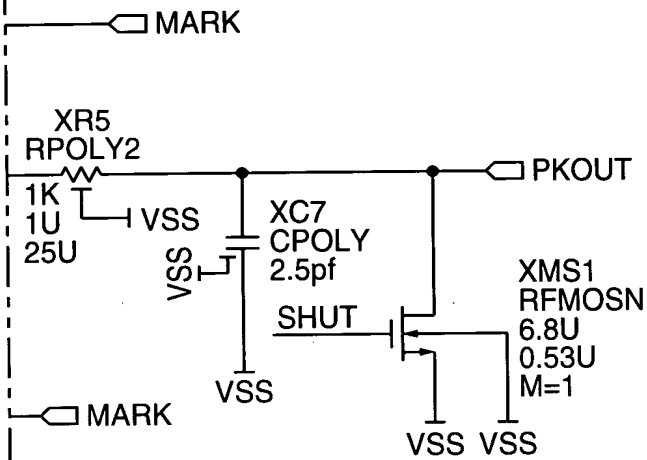 MARK
XR5
RPOLY2
1K
1U
25U
VSS
PKOUT
XC7
CPOLY
2.5pf
VSS
VSS
SHUT
XMS1
RFMOSN
6.8U
0.53U
M=1
MARK
VSS VSS